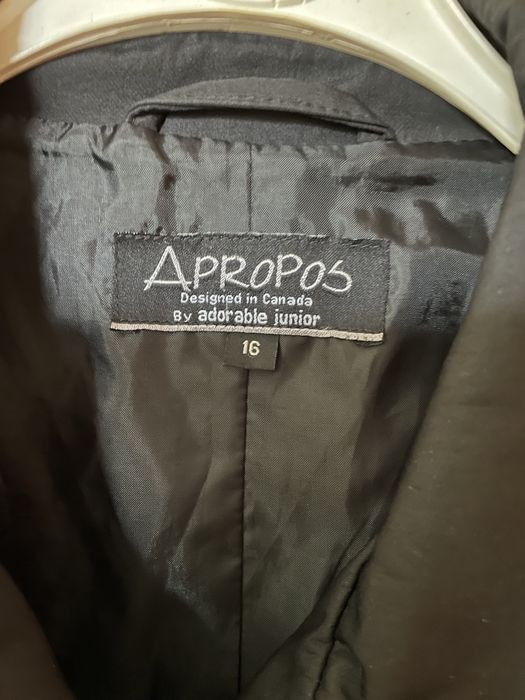 APROPOS
Designed in Canada
By adorable junior
16